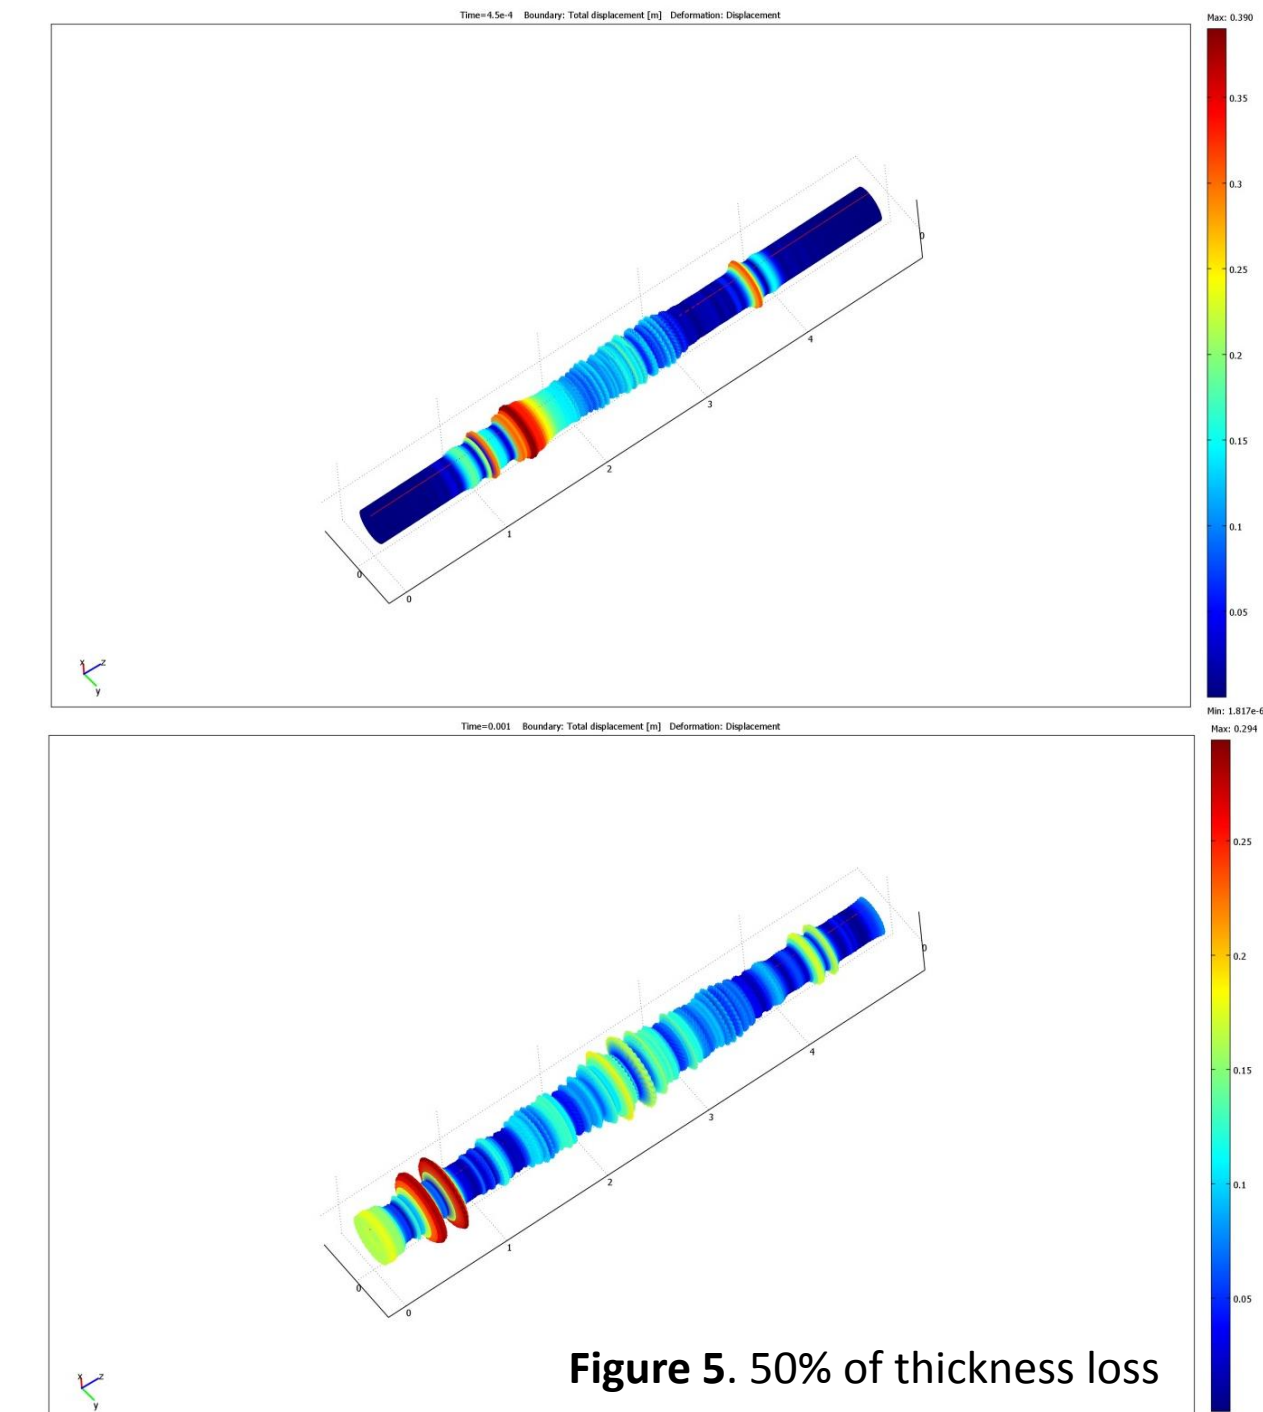 Time=4.5e-4 Boundary: Total displacement [m] Deformation: Displacement
Max: 0.390
0.35
0.3
0.25
0.2
0.15
0.1
0.05
Min: 1.817e-6
0
4
3
2
1
0
0
x z
y
Time=0.001 Boundary: Total displacement [m] Deformation: Displacement
Max: 0.294
0.25
0.2
0.15
0.1
0.05
0
4
3
2
1
0
0
x z
y
Figure 5. 50% of thickness loss